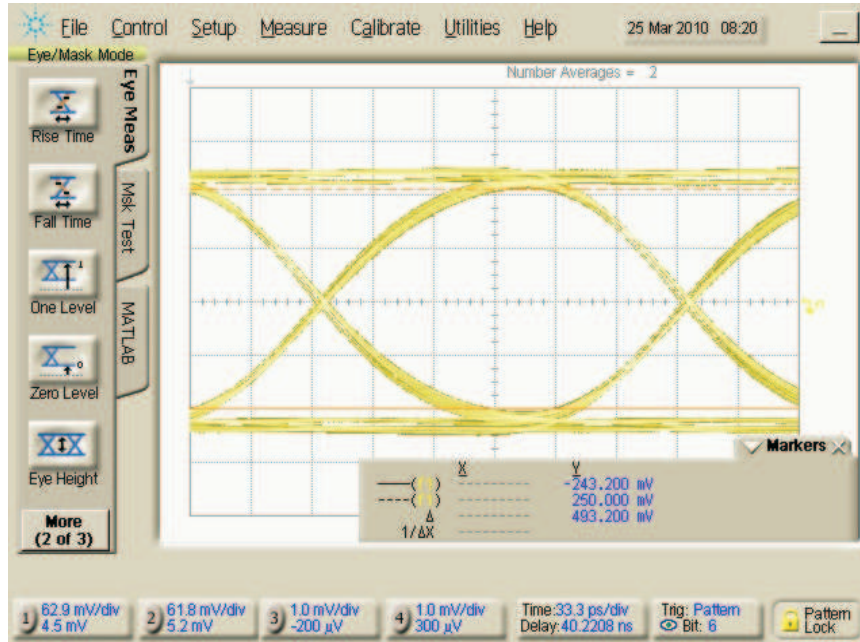 File Control Setup Measure Calibrate Utilities Help 25 Mar 2010 08:20
Eye/Mask Mode
Number Averages = 2
Eye Meas
Rise Time
Fall Time
Msk Test
One Level
MATLAB
Zero Level
Eye Height
More
(2 of 3)
Markers
X Y
-243.200 mV
250.000 mV
Δ 493.200 mV
1/ΔX
1) 62.9 mV/div
4.5 mV
2) 61.8 mV/div
5.2 mV
3) 1.0 mV/div
-200 µV
4) 1.0 mV/div
300 µV
Time:33.3 ps/div
Delay:40.2208 ns
Trig: Pattern
Bit: 6
Pattern
Lock